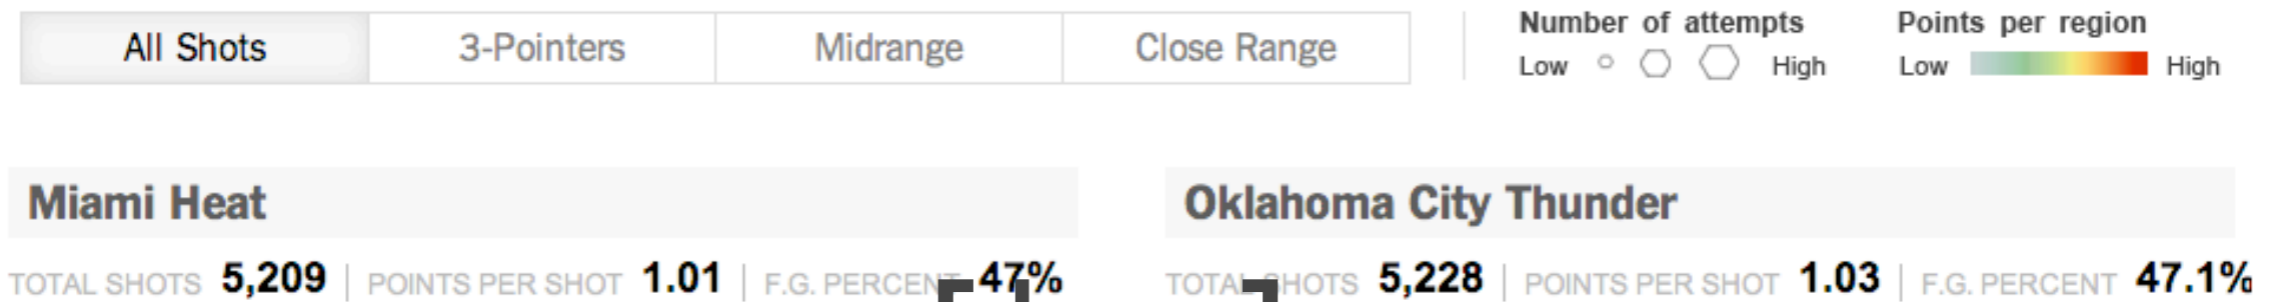 All Shots 3-Pointers Midrange Close Range
Number of attempts Points per region
Low High Low High
Miami Heat Oklahoma City Thunder
TOTAL SHOTS 5,209 POINTS PER SHOT 1.01 F.G. PERCENT 47% TOTAL SHOTS 5,228 POINTS PER SHOT 1.03 F.G. PERCENT 47.1%